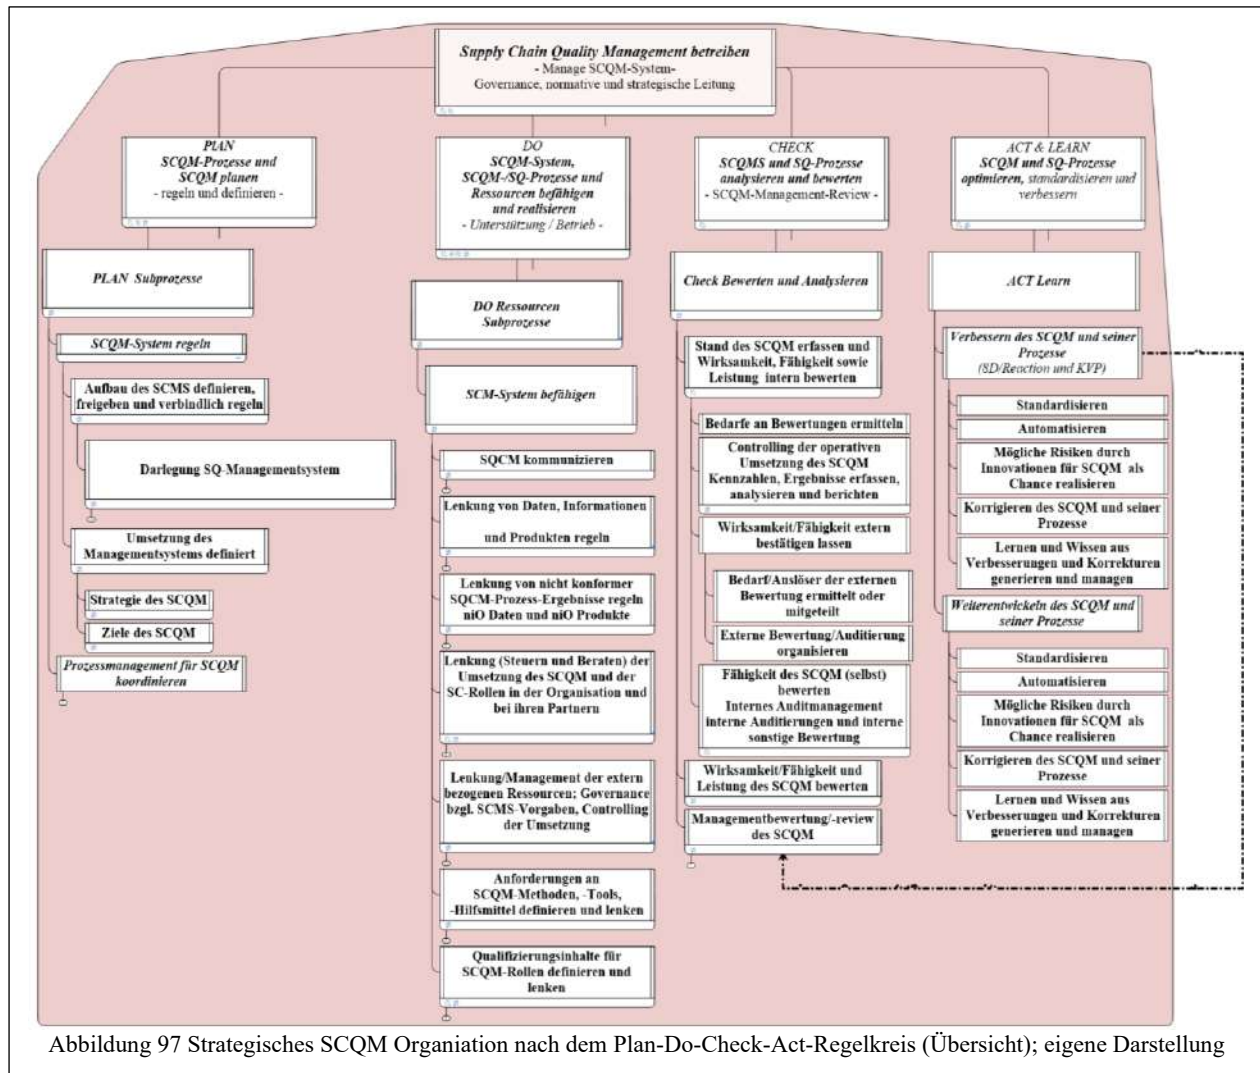 Supply Chain Quality Management betreiben
- Manage SCQM-System-
Governance, normative und strategische Leitung
PlAN
SCQM-Prozesse und
SCQM planen
- regeln und definieren -
PLAN Subprozesse
SCQM-System regeln
Aufbau des SCMS definieren,
freigeben und verbindlich regeln
Darlegung SQ-Managementsystem
Umsetzung des
Managementsystems definiert
Strategie des SCQM
Ziele des SCQM
Prozessmanagement für SCQM
koordinieren
DO
SCQM-System,
SCQM-/SQ-Prozesse und
Ressourcen befähigen
und realisieren
- Unterstützung / Betrieb -
DO Ressourcen
Subprozesse
SCM-System befähigen
SQCM kommunizieren
Lenkung von Daten, Informationen
und Produkten regeln
Lenkung von nicht konformer
SQCM-Prozess-Ergebnisse regeln
niO Daten und niO Produkte
Lenkung (Steuern und Beraten) der
Umsetzung des SCQM und der
SC-Rollen in der Organisation und
bei ihren Partnern
Lenkung/Management der extern
bezogenen Ressourcen; Governance
bzgl. SCMS-Vorgaben, Controlling
der Umsetzung
Anforderungen an
SCQM-Methoden, -Tools,
-Hilfsmittel definieren und lenken
Qualifizierungsinhalte für
SCQM-Rollen definieren und
lenken
CHECK
SCQMS und SQ-Prozesse
analysieren und bewerten
- SCQM-Management-Review -
Check Bewerten und Analysieren
Stand des SCQM erfassen und
Wirksamkeit, Fähigkeit sowie
Leistung intern bewerten
Bedarfe an Bewertungen ermitteln
Controlling der operativen
Umsetzung des SCQM
Kennzahlen, Ergebnisse erfassen,
analysieren und berichten
Wirksamkeit/Fähigkeit extern
bestätigen lassen
Bedarf/Auslöser der externen
Bewertung ermittelt oder
mitgeteilt
Externe Bewertung/Auditierung
organisieren
Fähigkeit des SCQM (selbst)
bewerten
Internes Auditmanagement
interne Auditierungen und interne
sonstige Bewertung
Wirksamkeit/Fähigkeit und
Leistung des SCQM bewerten
Managementbewertung/-review
des SCQM
ACT & LEARN
SCQM und SQ-Prozesse
optimieren, standardisieren und
verbessern
ACT Learn
Verbessern des SCQM und seiner
Prozesse
(8D/Reaction und KVP)
Standardisieren
Automatisieren
Mögliche Risiken durch
Innovationen für SCQM als
Chance realisieren
Korrigieren des SCQM und seiner
Prozesse
Lernen und Wissen aus
Verbesserungen und Korrekturen
generieren und managen
Weiterentwickeln des SCQM und
seiner Prozesse
Standardisieren
Automatisieren
Mögliche Risiken durch
Innovationen für SCQM als
Chance realisieren
Korrigieren des SCQM und seiner
Prozesse
Lernen und Wissen aus
Verbesserungen und Korrekturen
generieren und managen
Abbildung 97 Strategisches SCQM Organiation nach dem Plan-Do-Check-Act-Regelkreis (Übersicht); eigene Darstellung